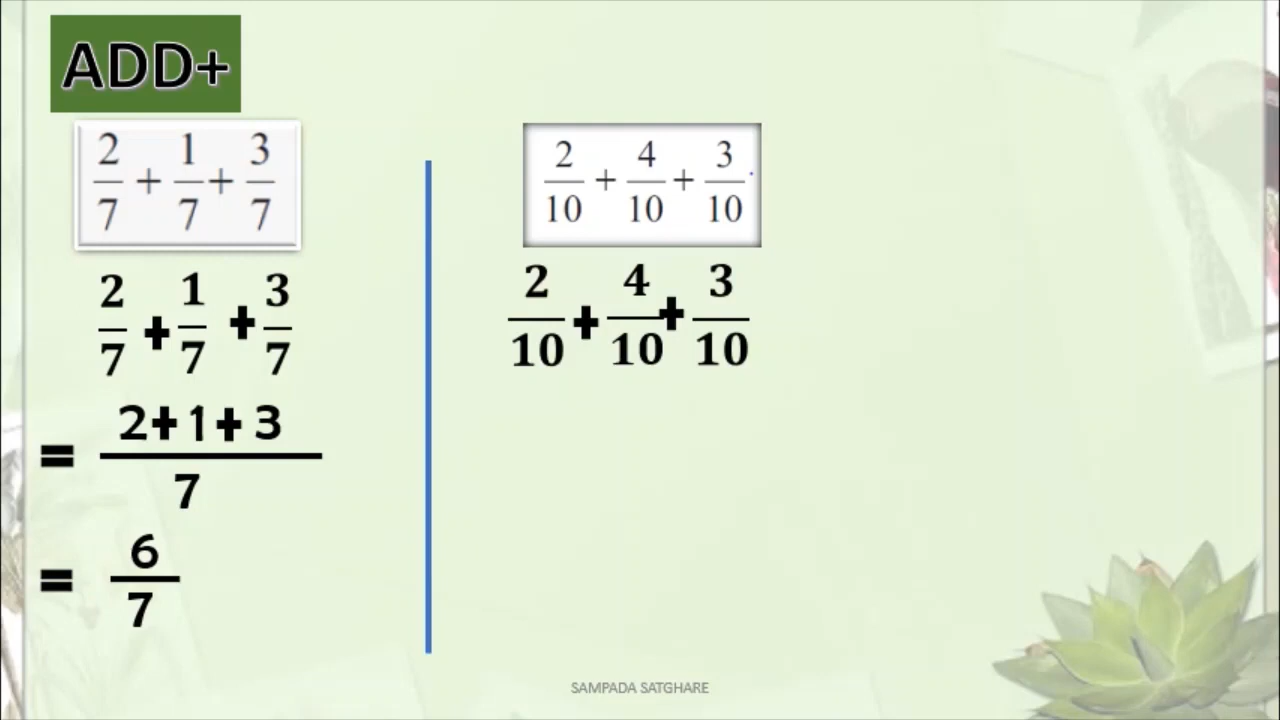 ADD+
2/7 + 1/7 + 3/7
2/7 + 1/7 + 3/7
= 2+1+3/7
= 6/7
2/10 + 4/10 + 3/10
2/10 + 4/10 + 3/10
SAMPADA SATGHARE